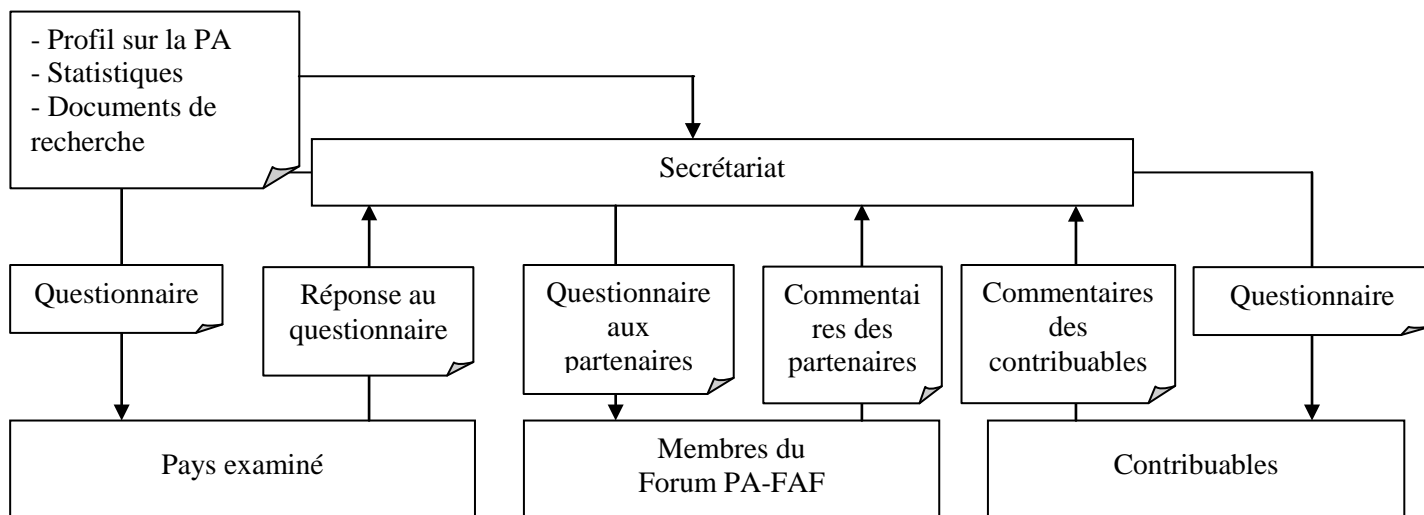 - Profil sur la PA
- Statistiques
- Documents de
recherche
Secrétariat
Questionnaire
Réponse au
questionnaire
Questionnaire
aux
partenaires
Commentai
res des
partenaires
Commentaires
des
contribuables
Questionnaire
Pays examiné
Membres du
Forum PA-FAF
Contribuables